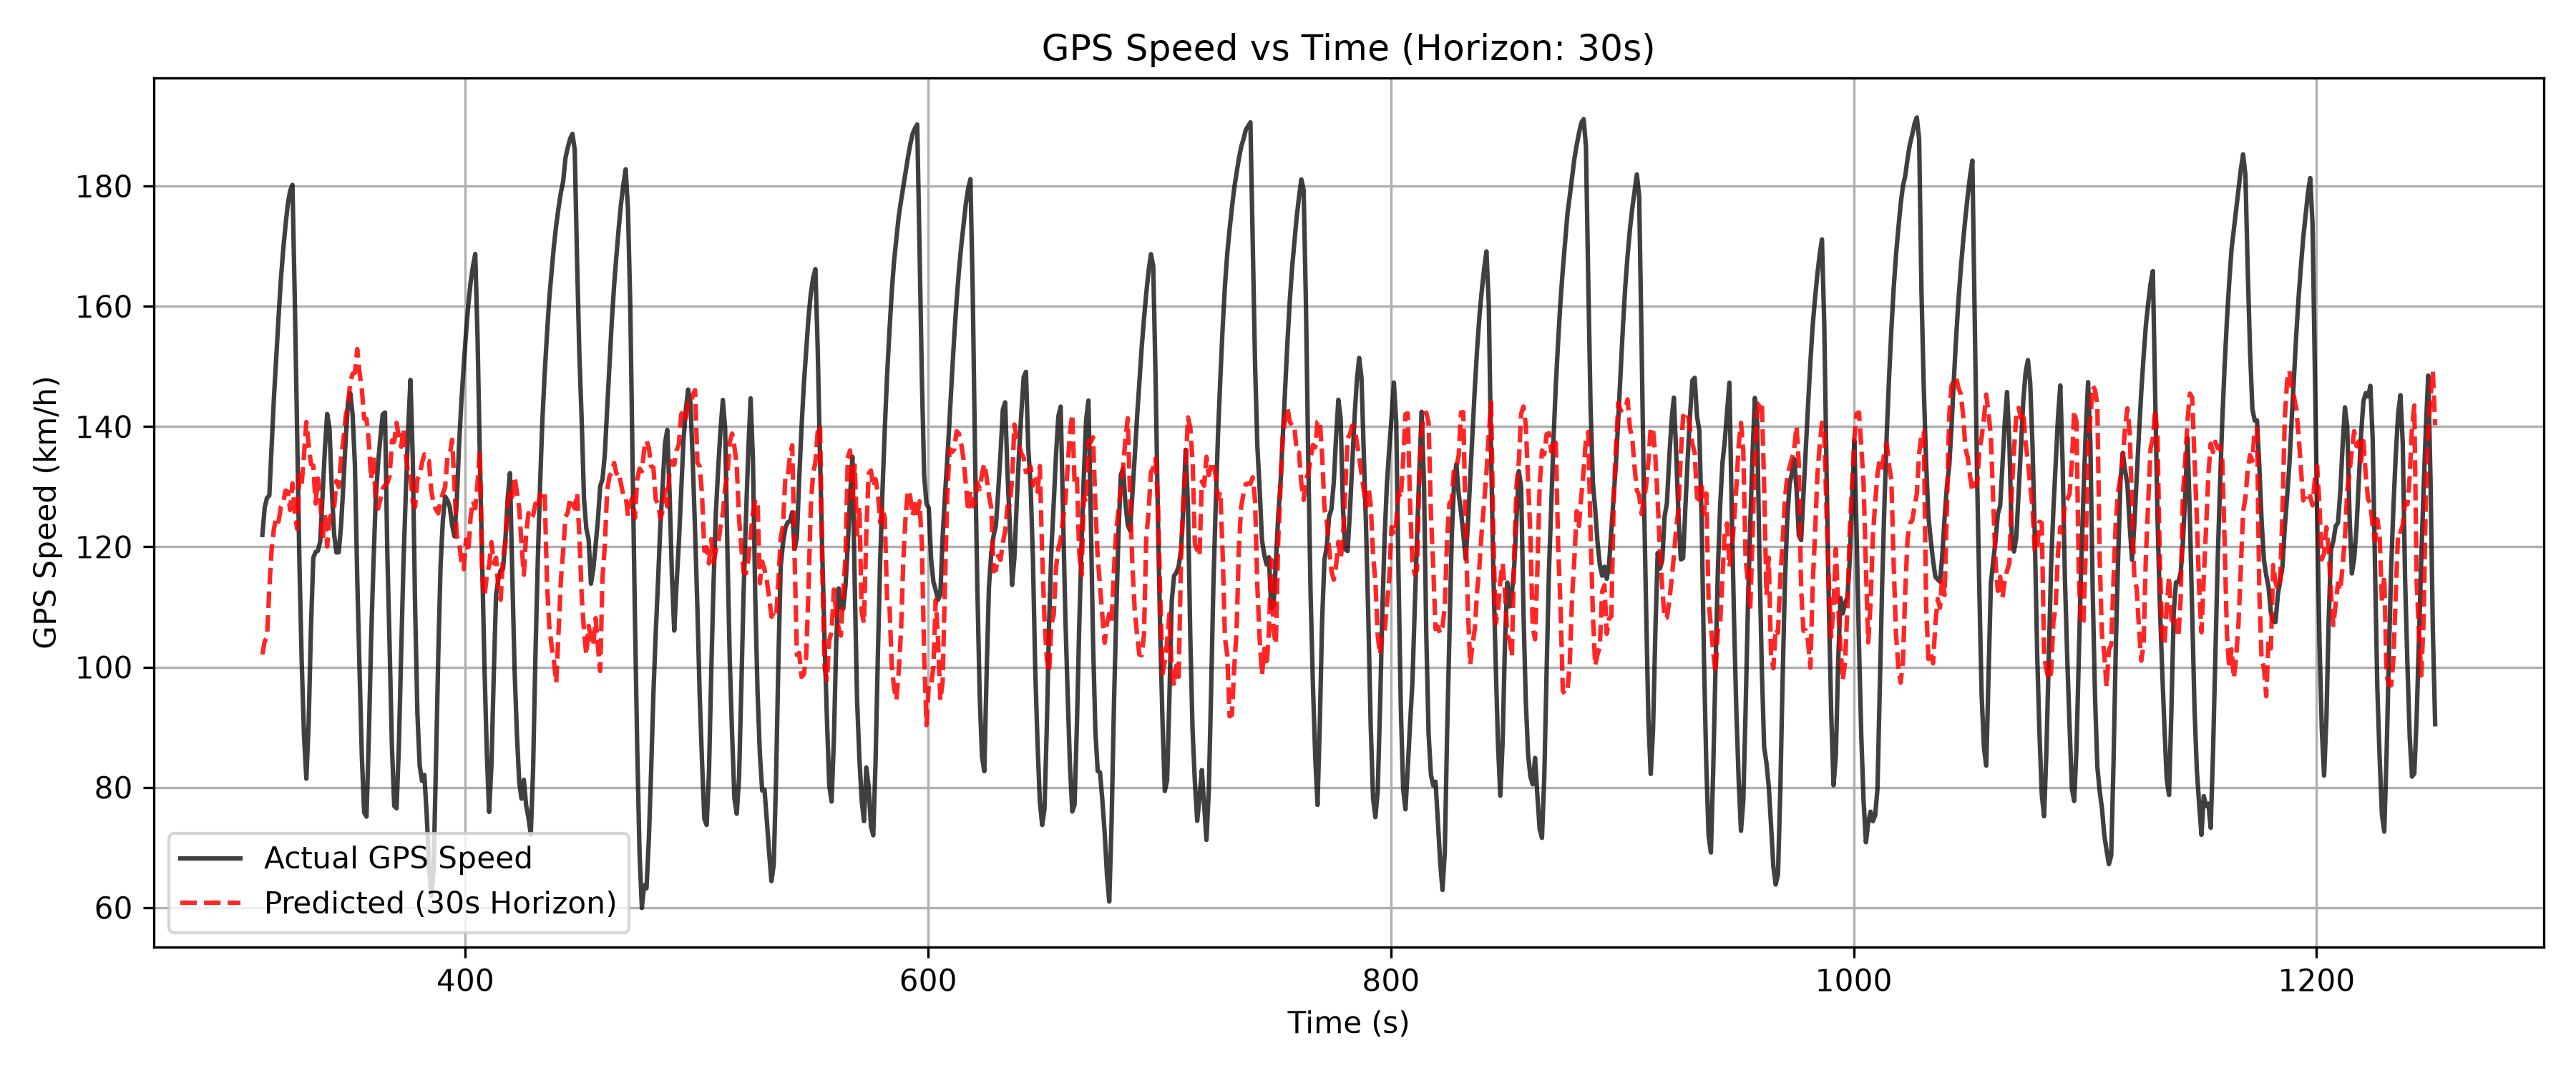 GPS Speed vs Time (Horizon: 30s)
GPS Speed (km/h)
180
160
140
120
100
80
60
Actual GPS Speed
Predicted (30s Horizon)
400
600
800
1000
1200
Time (s)